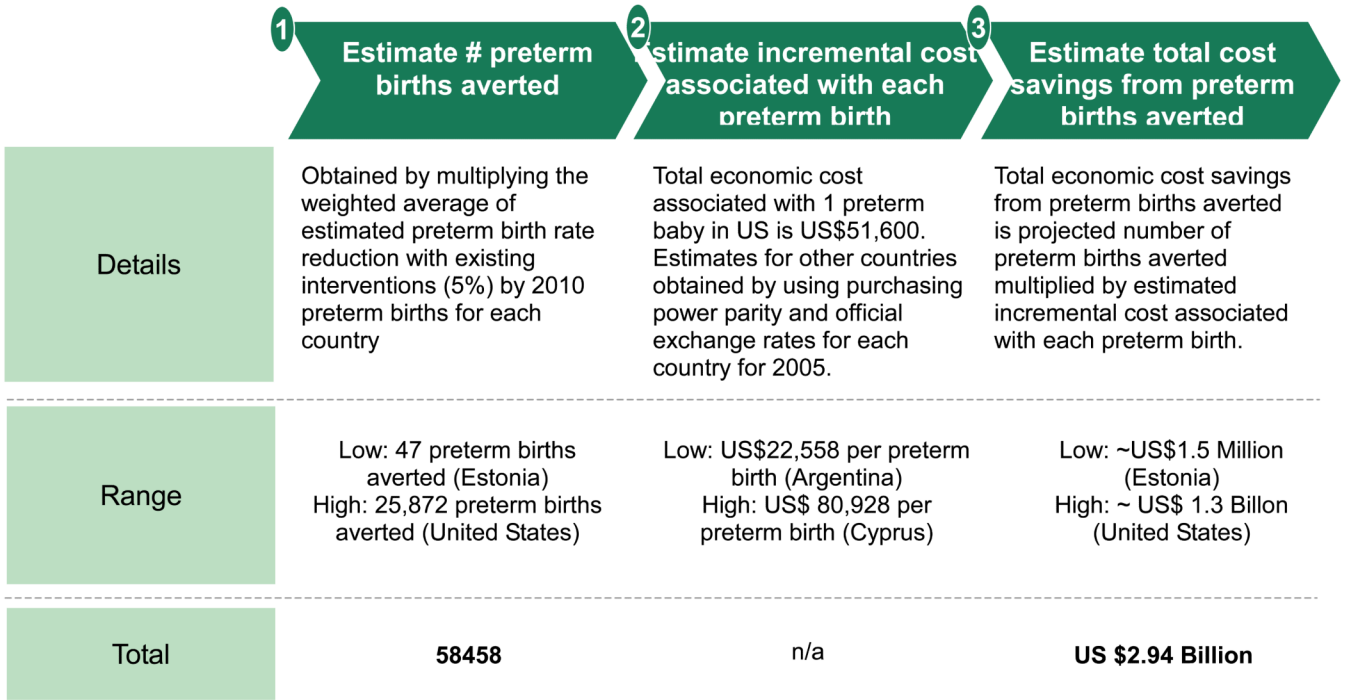 1
Estimate # preterm
births averted
2
Estimate incremental cost
associated with each
preterm birth
3
Estimate total cost
savings from preterm
births averted
Details
Obtained by multiplying the
weighted average of
estimated preterm birth rate
reduction with existing
interventions (5%) by 2010
preterm births for each
country
Total economic cost
associated with 1 preterm
baby in US is US$51,600.
Estimates for other countries
obtained by using purchasing
power parity and official
exchange rates for each
country for 2005.
Total economic cost savings
from preterm births averted
is projected number of
preterm births averted
multiplied by estimated
incremental cost associated
with each preterm birth.
Range
Low: 47 preterm births
averted (Estonia)
High: 25,872 preterm births
averted (United States)
Low: US$22,558 per preterm
birth (Argentina)
High: US$ 80,928 per
preterm birth (Cyprus)
Low: ~US$1.5 Million
(Estonia)
High: ~ US$ 1.3 Billon
(United States)
Total
58458
n/a
US $2.94 Billion